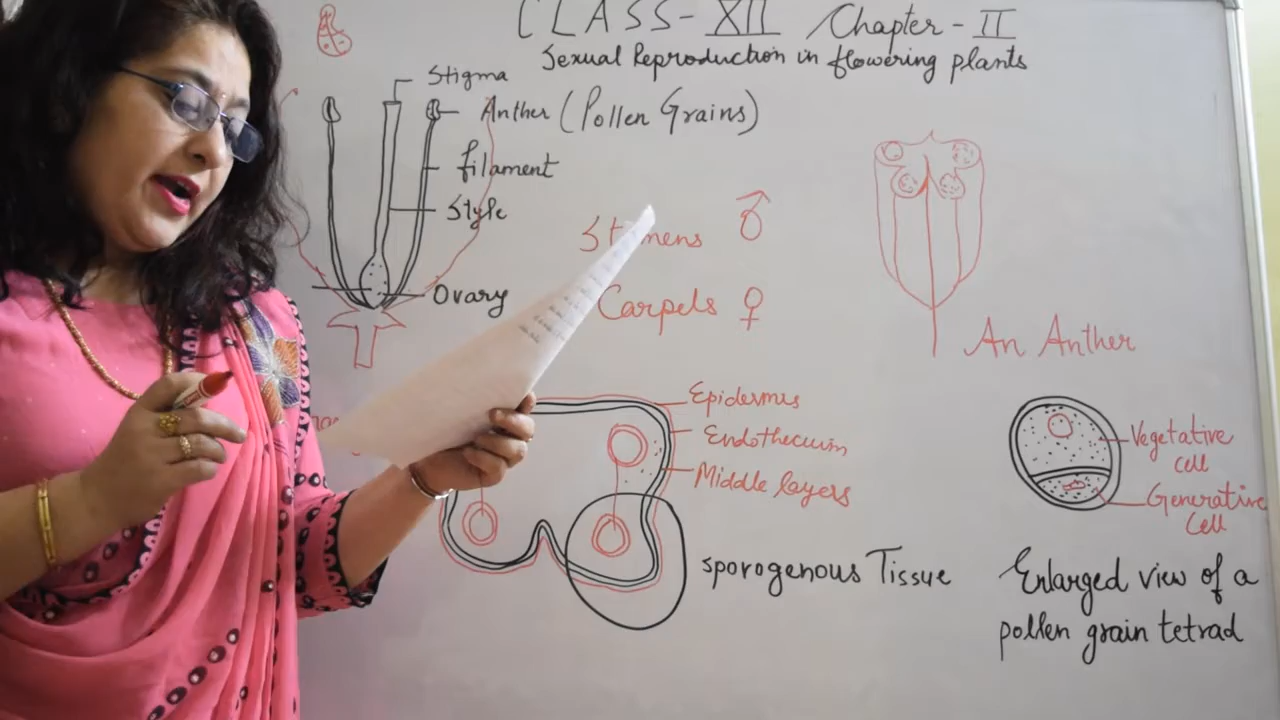 CLASS-XII Chapter-II
Sexual Reproduction in flowering plants
Stigma
Anther (Pollen Grains)
filament
Style
Ovary
Stamens ♂
Carpels ♀
An Anther
Epidermis
Endothecuim
Middle layers
Sporogenous Tissue
Vegetative
cell
Generative
Cell
Enlarged view of a
pollen grain tetrad